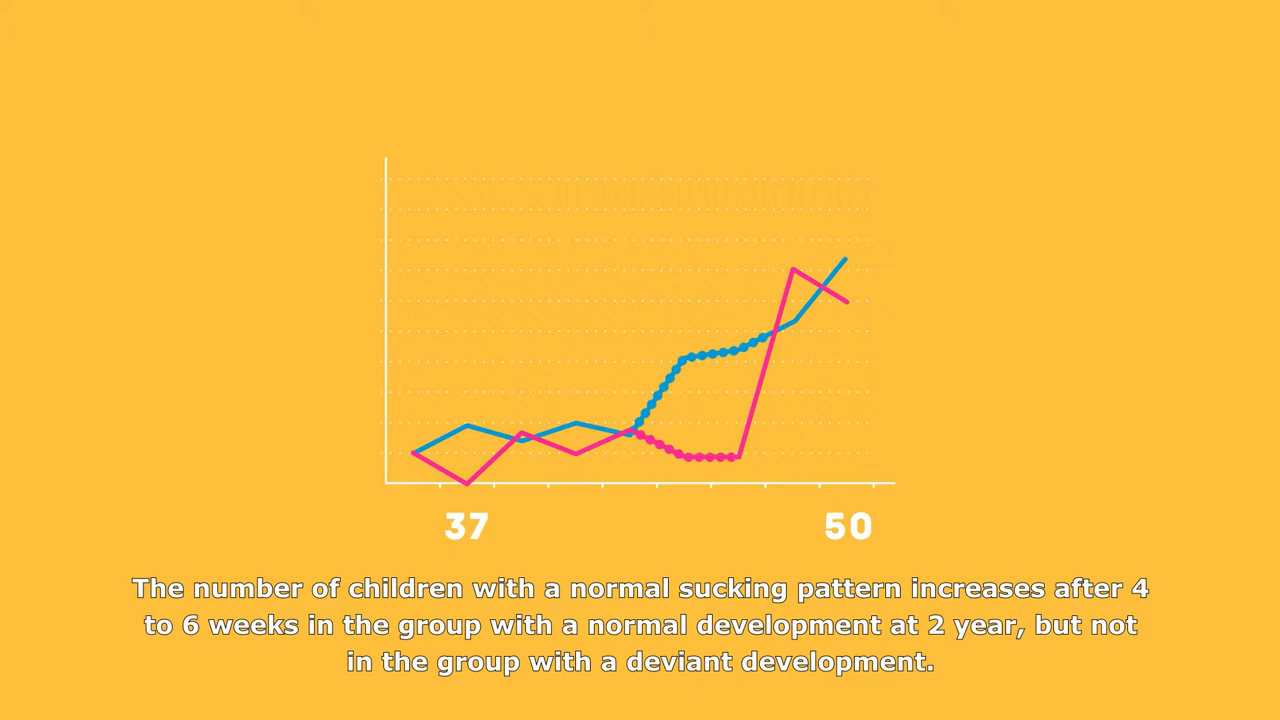 37 50
The number of children with a normal sucking pattern increases after 4
to 6 weeks in the group with a normal development at 2 year, but not
in the group with a deviant development.